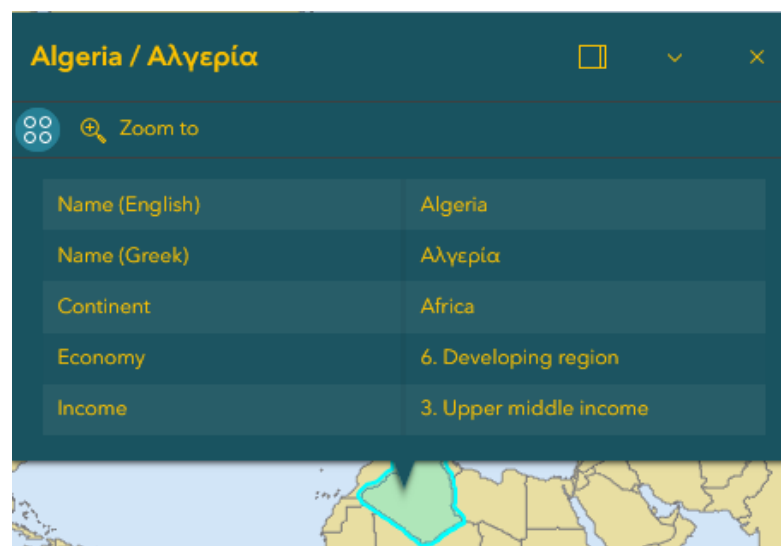 Algeria / Αλγερία
Zoom to
Name (English) Algeria
Name (Greek) Αλγερία
Continent Africa
Economy 6. Developing region
Income 3. Upper middle income